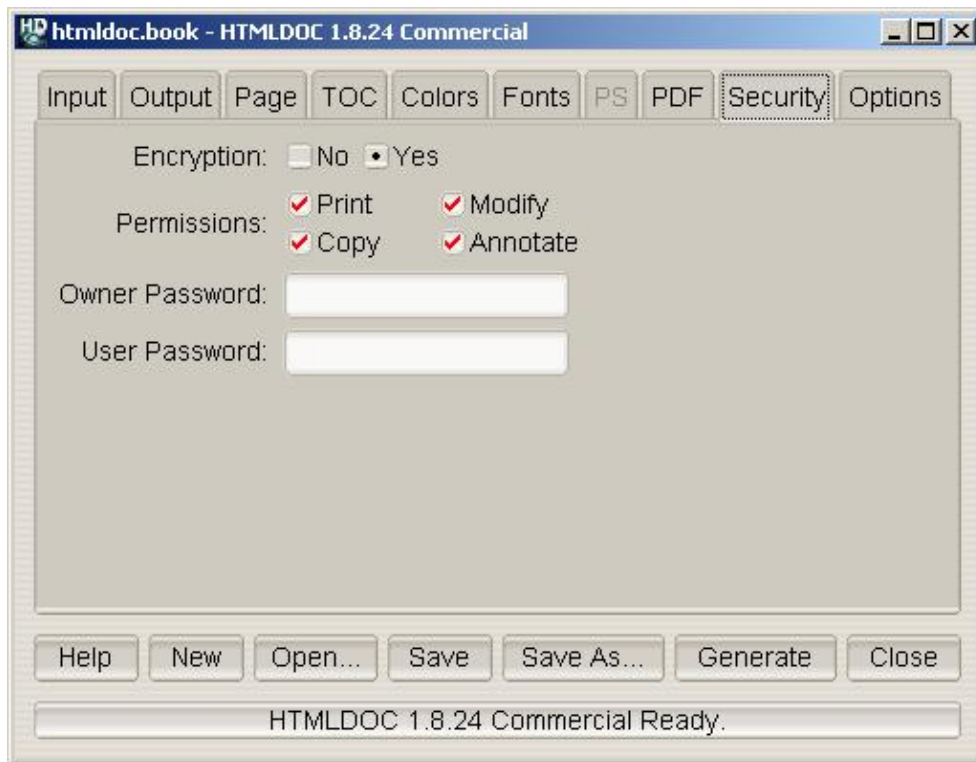 HD htmldoc.book - HTMLDOC 1.8.24 Commercial
Input Output Page TOC Colors Fonts PS PDF Security Options
Encryption: No Yes
Permissions: Print Modify
Copy Annotate
Owner Password:
User Password:
Help New Open... Save Save As... Generate Close
HTMLDOC 1.8.24 Commercial Ready.